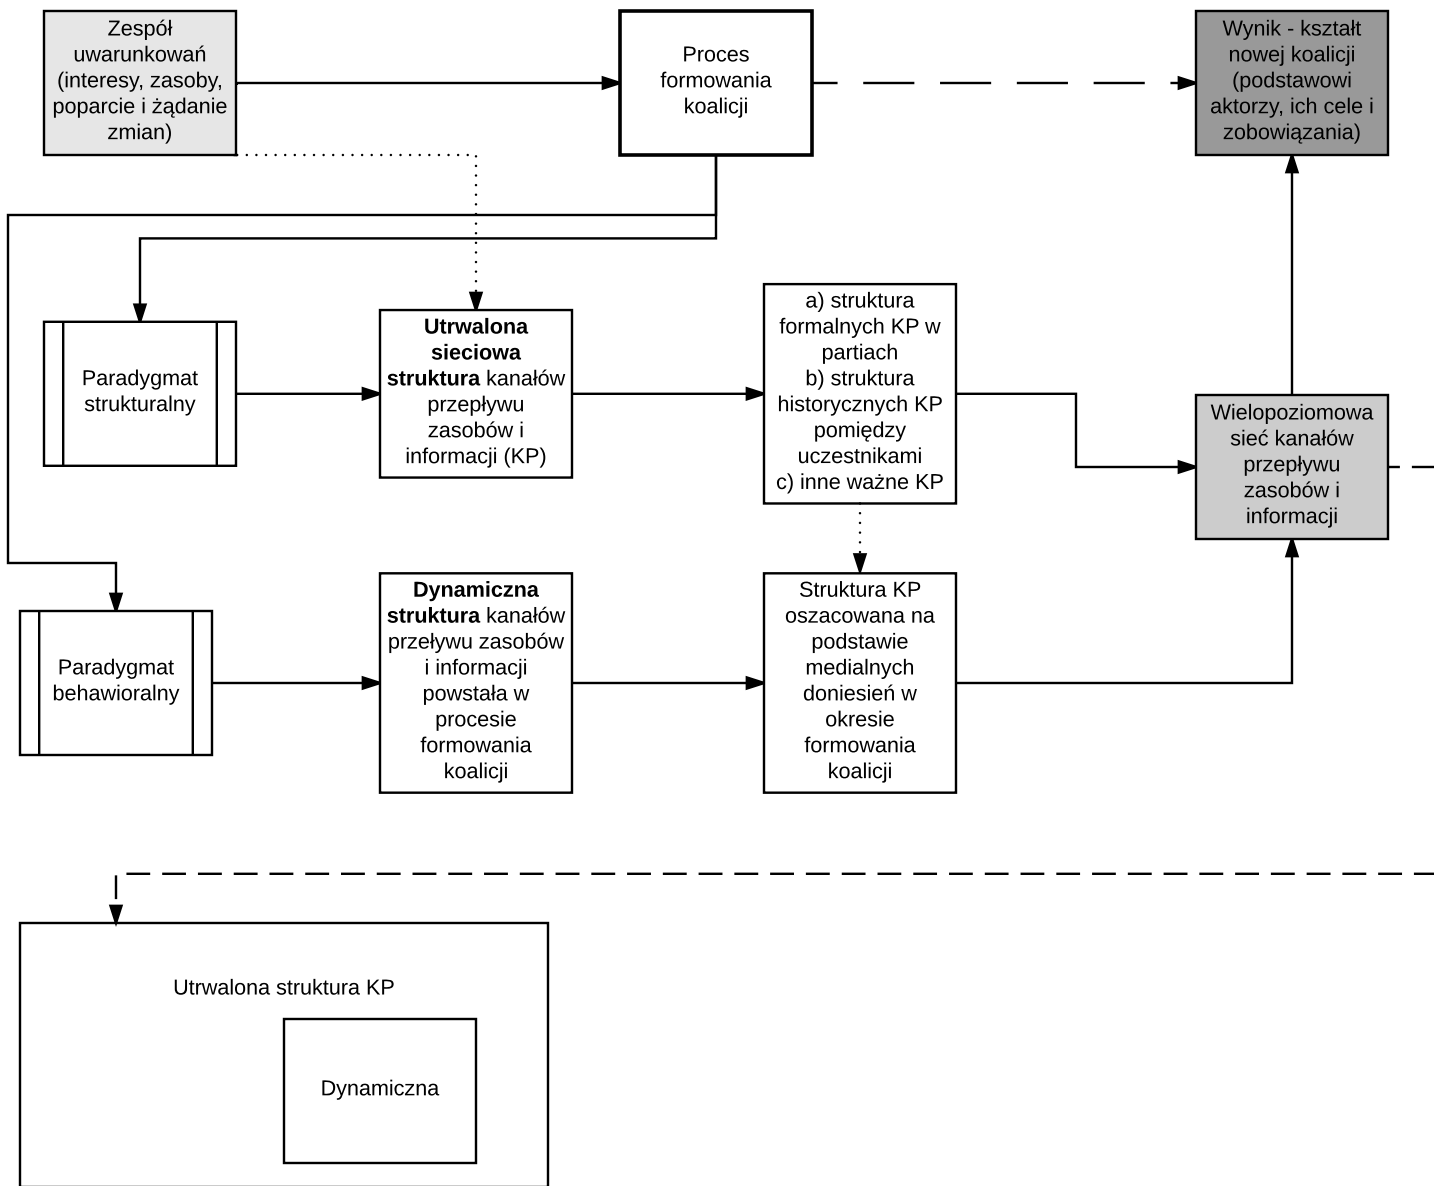 Zespół
uwarunkowań
(interesy, zasoby,
poparcie i żądanie
zmian)
Proces
formowania
koalicji
Wynik - kształt
nowej koalicji
(podstawowi
aktorzy, ich cele i
zobowiązania)
Paradygmat
strukturalny
Utrwalona
sieciowa
struktura kanałów
przepływu
zasobów i
informacji (KP)
a) struktura
formalnych KP w
partiach
b) struktura
historycznych KP
pomiędzy
uczestnikami
c) inne ważne KP
Wielopoziomowa
sieć kanałów
przepływu
zasobów i
informacji
Paradygmat
behawioralny
Dynamiczna
struktura kanałów
przeływu zasobów
i informacji
powstała w
procesie
formowania
koalicji
Struktura KP
oszacowana na
podstawie
medialnych
doniesień w
okresie
formowania
koalicji
Utrwalona struktura KP
Dynamiczna